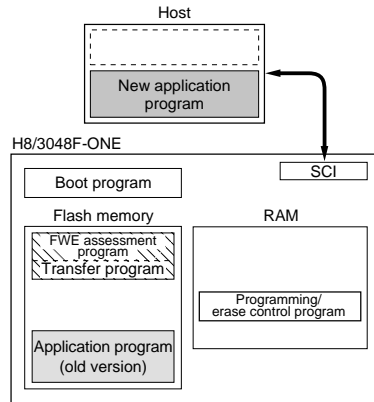 Host
New application
program
H8/3048F-ONE
SCI
Boot program
Flash memory
RAM
FWE assessment
program
Transfer program
Programming/
erase control program
Application program
(old version)